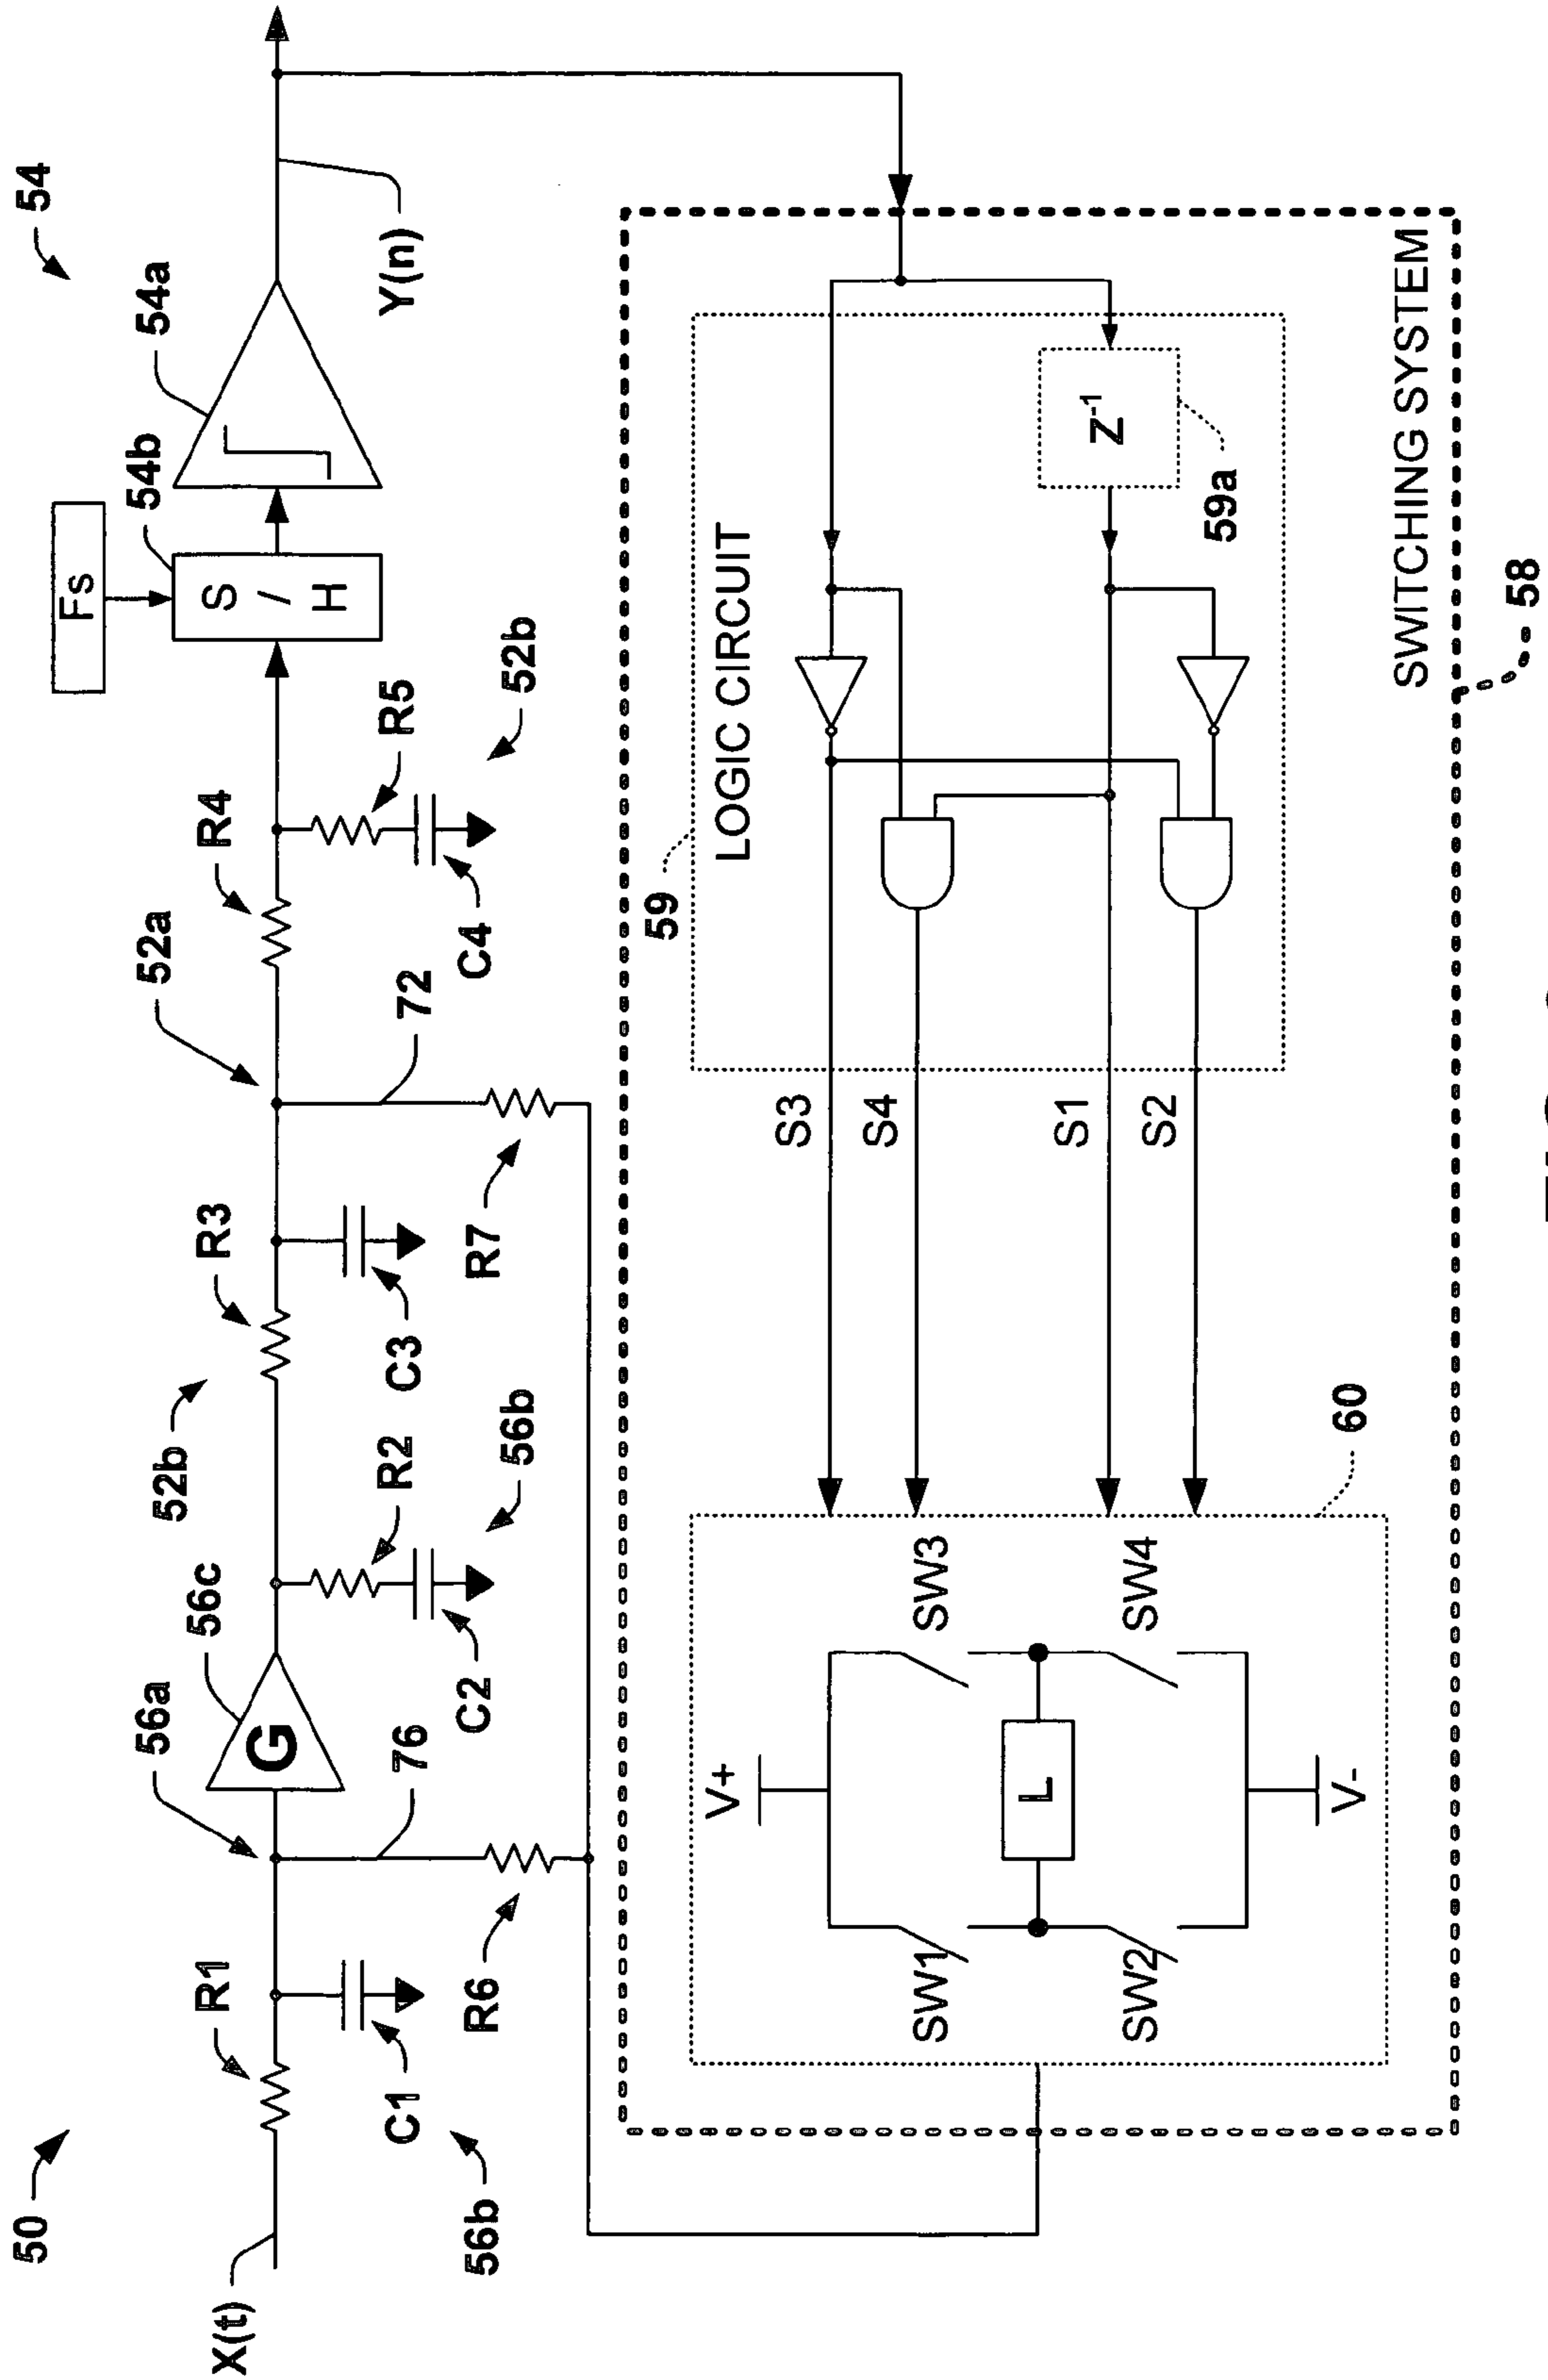 50
X(t)
R1
C1
56b
56a
76
R6
56c
G
R2
C2
56b
52b
R3
C3
R7
52a
72
R4
R5
C4
52b
Fs
S / H
54b
54a
54
Y(n)
SWITCHING SYSTEM
58
LOGIC CIRCUIT
59
Z-1
59a
S3
S4
S1
S2
60
V+
SW1
SW3
L
SW2
SW4
V-